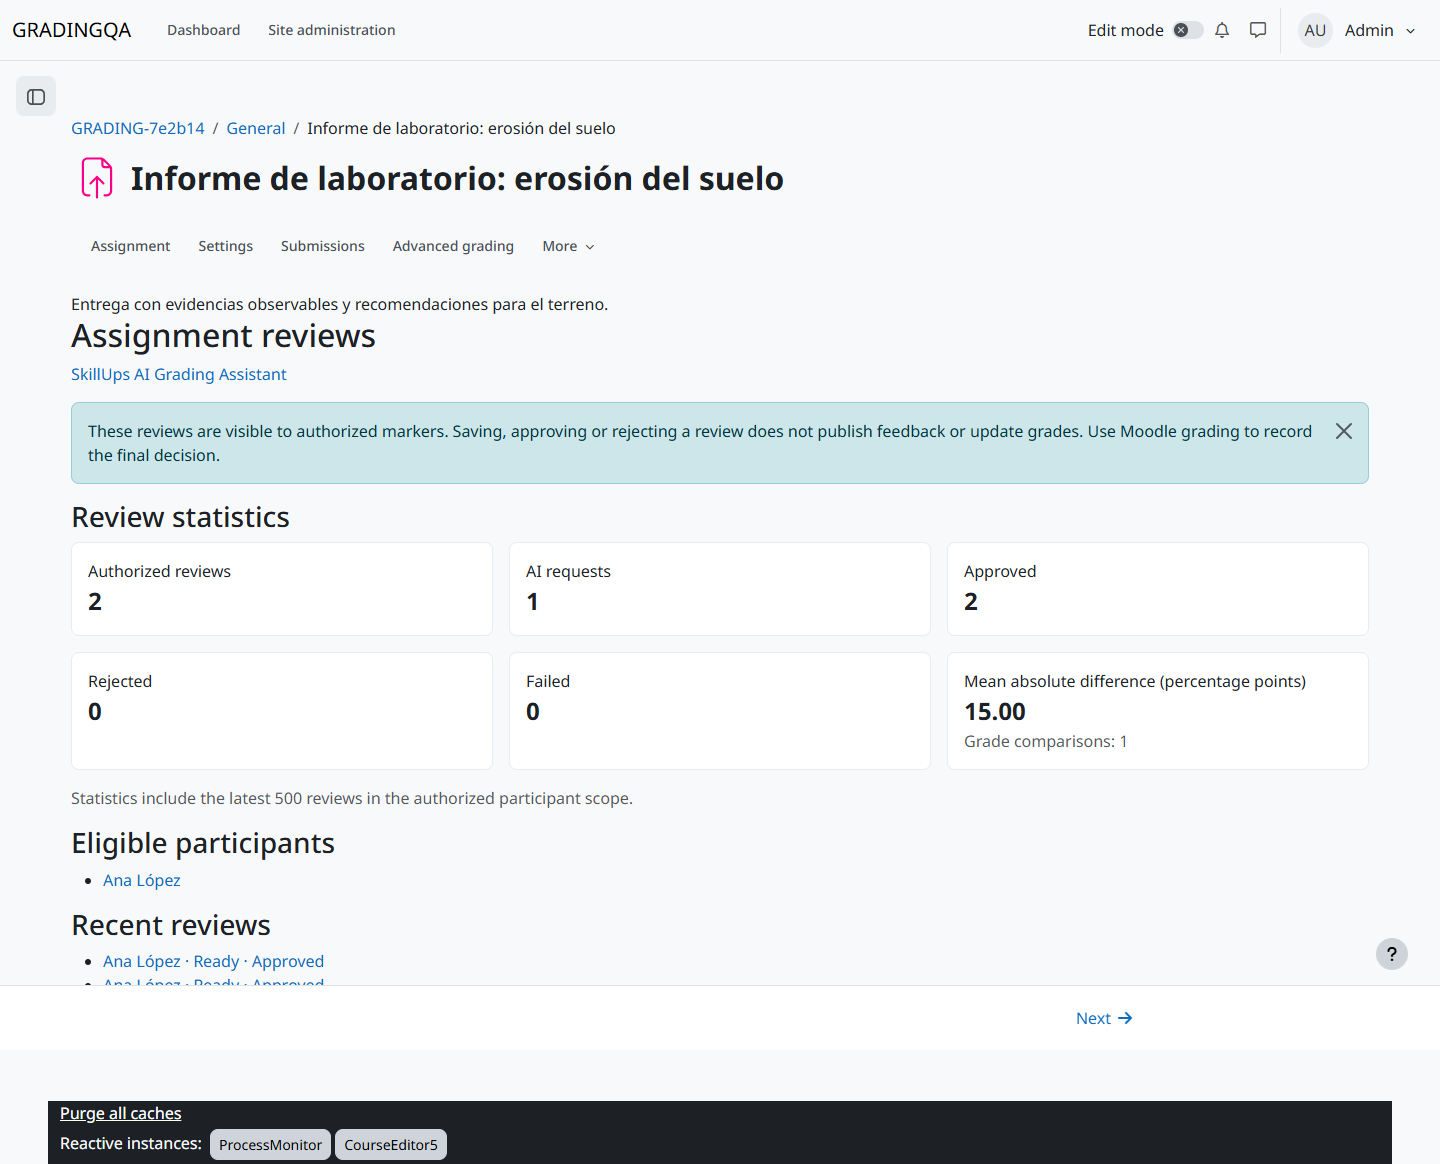 GRADINGQA
Dashboard
Site administration
Edit mode
AU
Admin
GRADING-7e2b14 / General / Informe de laboratorio: erosión del suelo
Informe de laboratorio: erosión del suelo
Assignment
Settings
Submissions
Advanced grading
More
Entrega con evidencias observables y recomendaciones para el terreno.
Assignment reviews
SkillUps AI Grading Assistant
These reviews are visible to authorized markers. Saving, approving or rejecting a review does not publish feedback or update grades. Use Moodle grading to record
the final decision.
Review statistics
Authorized reviews
2
AI requests
1
Approved
2
Rejected
0
Failed
0
Mean absolute difference (percentage points)
15.00
Grade comparisons: 1
Statistics include the latest 500 reviews in the authorized participant scope.
Eligible participants
Ana López
Recent reviews
Ana López · Ready · Approved
Ana López · Ready · Approved
?
Next
Purge all caches
Reactive instances:
ProcessMonitor
CourseEditor5